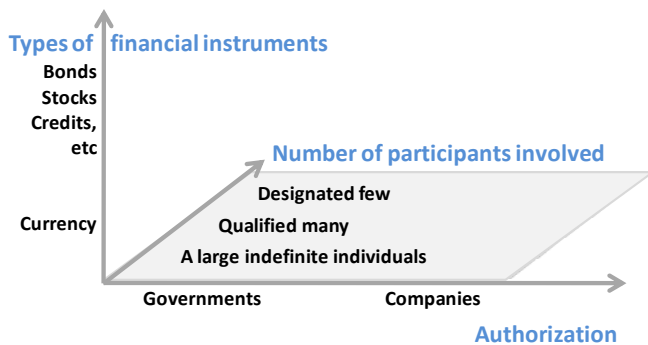 Types of financial instruments
Bonds
Stocks
Credits,
etc
Number of participants involved
Designated few
Currency
Qualified many
A large indefinite individuals
Governments
Companies
Authorization